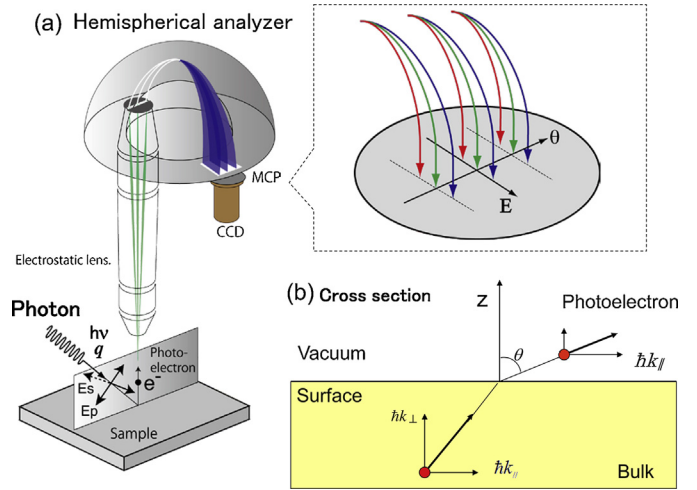 (a) Hemispherical analyzer
MCP
CCD
Electrostatic lens.
Photon
hν
q
Photo-
electron
e-
Es
Ep
Sample
θ
E
(b) Cross section
z
Photoelectron
Vacuum
θ
ℏk∥
Surface
ℏk⊥
ℏk∥
Bulk